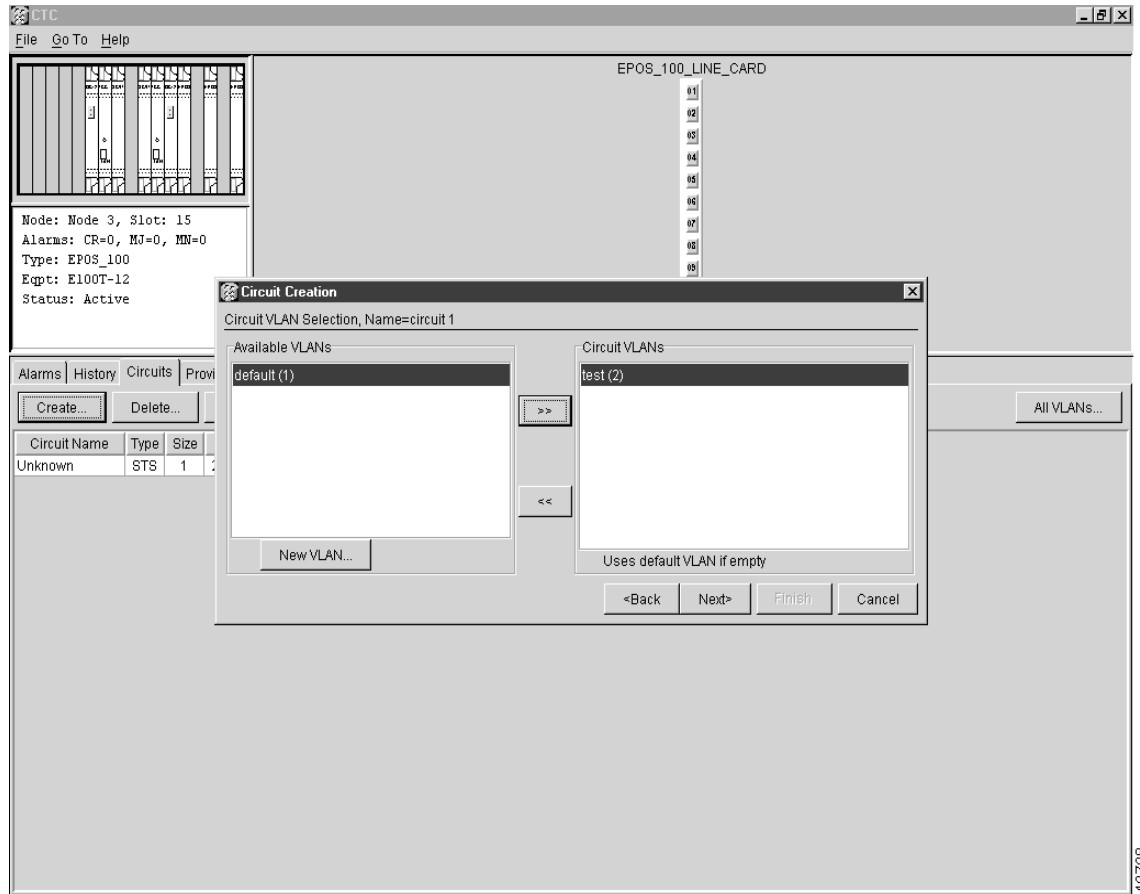 CTC
File Go To Help
EPOS_100_LINE_CARD
01
02
03
04
05
06
07
08
09
Node: Node 3, Slot: 15
Alarms: CR=0, MJ=0, MN=0
Type: EPOS_100
Eqpt: E100T-12
Status: Active
Circuit Creation
Circuit VLAN Selection, Name=circuit 1
Available VLANs
Circuit VLANs
default (1)
test (2)
>>
<<
New VLAN...
Uses default VLAN if empty
<Back Next> Finish Cancel
Alarms History Circuits Provi
Create... Delete... All VLANs...
Circuit Name Type Size
Unknown STS 1